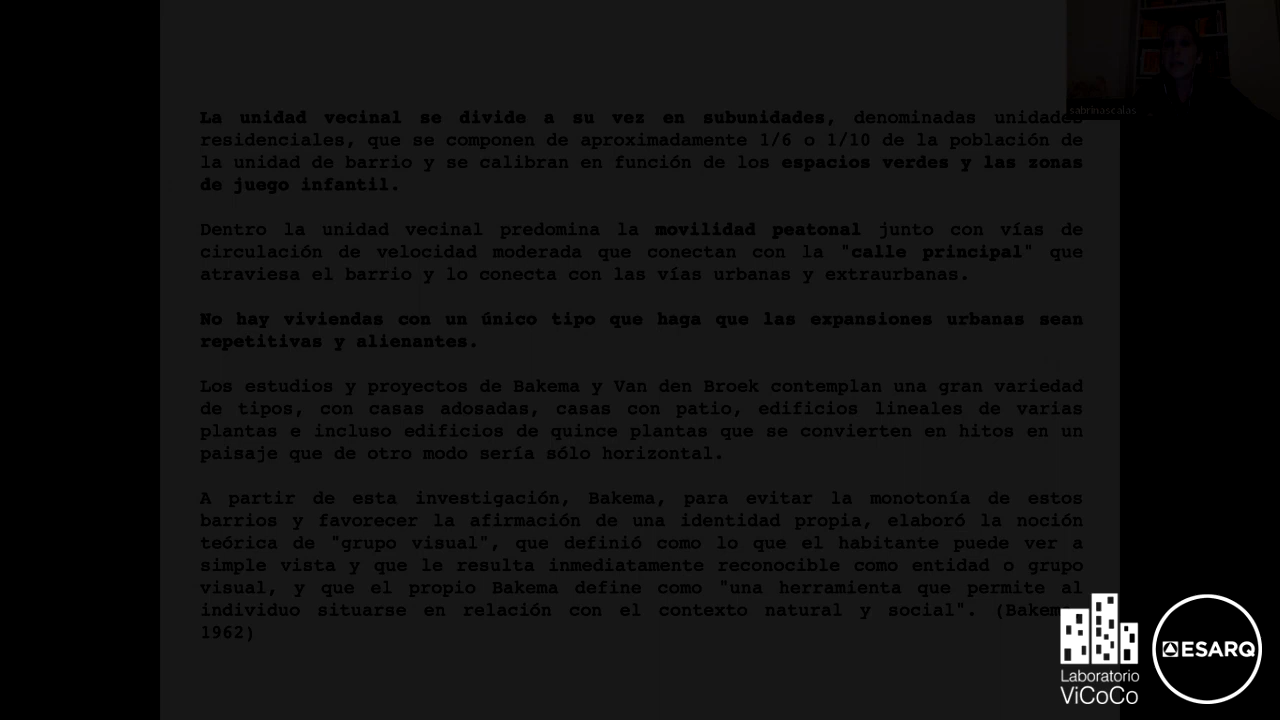 sabrinascalas
La unidad vecinal se divide a su vez en subunidades, denominadas unidades
residenciales, que se componen de aproximadamente 1/6 o 1/10 de la población de
la unidad de barrio y se calibran en función de los espacios verdes y las zonas
de juego infantil.
Dentro la unidad vecinal predomina la movilidad peatonal junto con vías de
circulación de velocidad moderada que conectan con la "calle principal" que
atraviesa el barrio y lo conecta con las vías urbanas y extraurbanas.
No hay viviendas con un único tipo que haga que las expansiones urbanas sean
repetitivas y alienantes.
Los estudios y proyectos de Bakema y Van den Broek contemplan una gran variedad
de tipos, con casas adosadas, casas con patio, edificios lineales de varias
plantas e incluso edificios de quince plantas que se convierten en hitos en un
paisaje que de otro modo sería sólo horizontal.
A partir de esta investigación, Bakema, para evitar la monotonía de estos
barrios y favorecer la afirmación de una identidad propia, elaboró la noción
teórica de "grupo visual", que definió como lo que el habitante puede ver a
simple vista y que le resulta inmediatamente reconocible como entidad o grupo
visual, y que el propio Bakema define como "una herramienta que permite al
individuo situarse en relación con el contexto natural y social". (Bakema
1962)
Laboratorio
ViCoCo
ESARQ